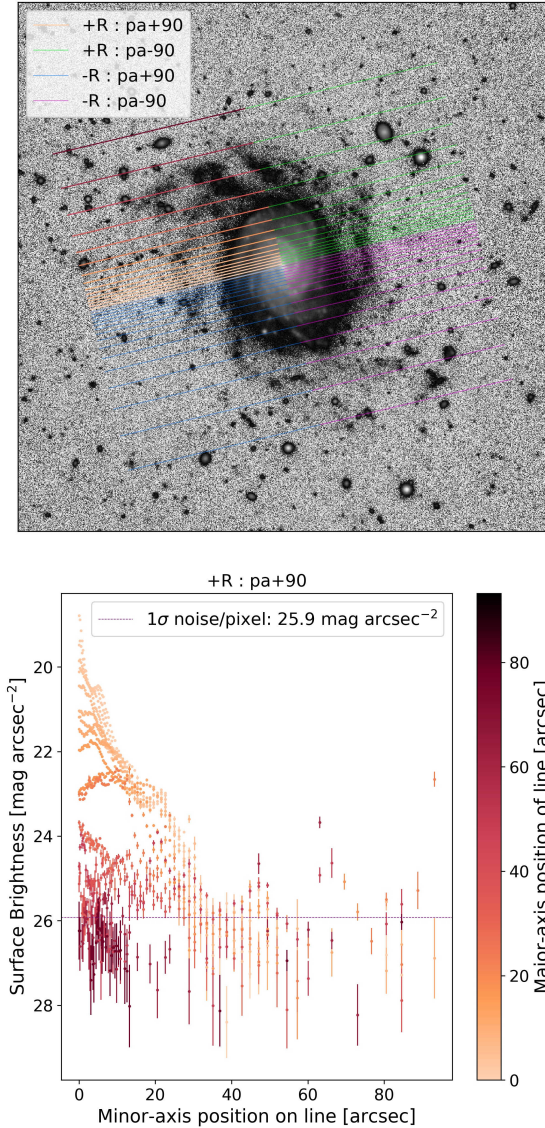 +R : pa+90
+R : pa-90
-R : pa+90
-R : pa-90
+R : pa+90
1σ noise/pixel: 25.9 mag arcsec⁻²
Surface Brightness [mag arcsec⁻²]
20
22
24
26
28
0
20
40
60
80
Minor-axis position on line [arcsec]
80
60
40
20
0
Major-axis position of line [arcsec]